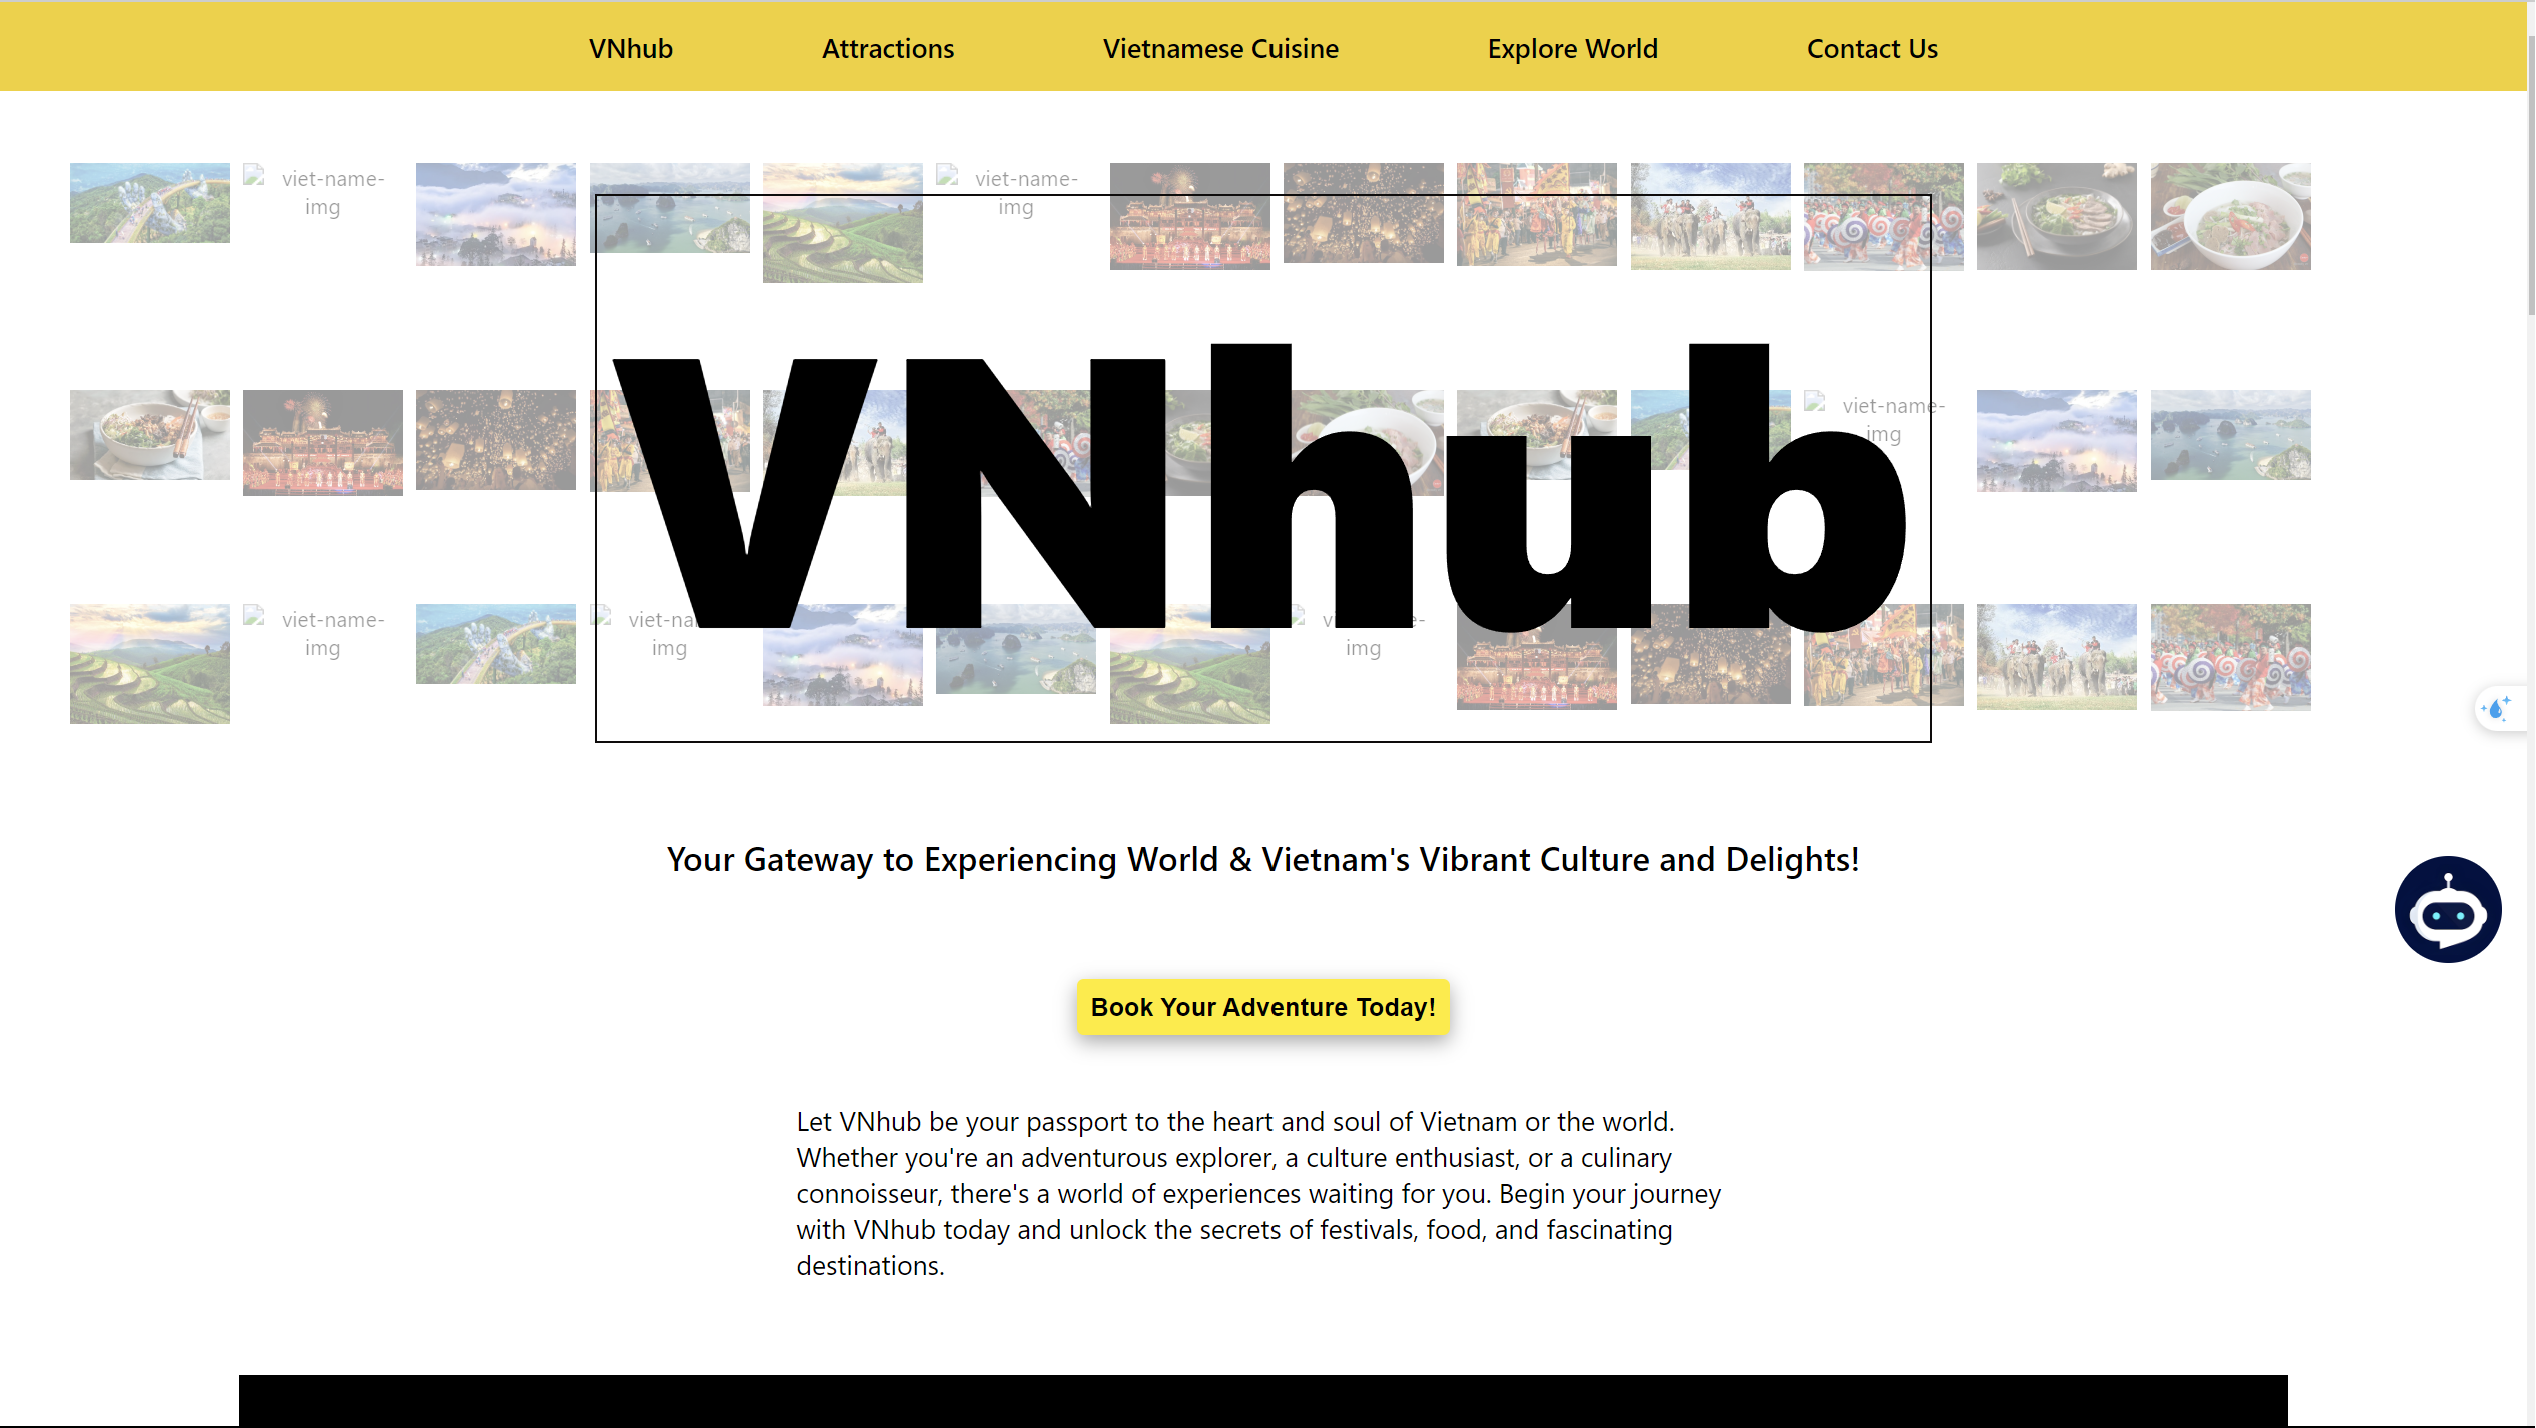 VNhub Attractions Vietnamese Cuisine Explore World Contact Us
viet-name-
img
viet-name-
img
VNhub
viet-name-
img
viet-name-
img
viet-na
img
v -
img
Your Gateway to Experiencing World & Vietnam's Vibrant Culture and Delights!
Book Your Adventure Today!
Let VNhub be your passport to the heart and soul of Vietnam or the world.
Whether you're an adventurous explorer, a culture enthusiast, or a culinary
connoisseur, there's a world of experiences waiting for you. Begin your journey
with VNhub today and unlock the secrets of festivals, food, and fascinating
destinations.